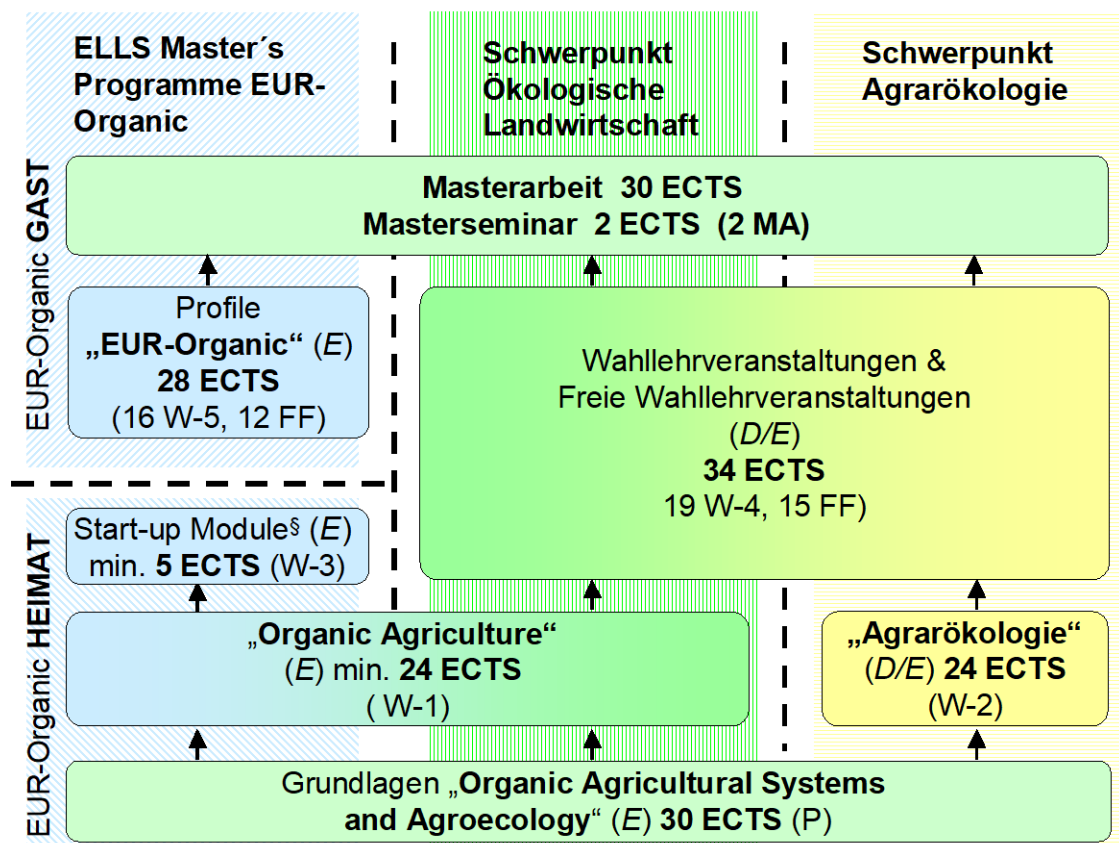 ELLS Master´s
Programme EUR-
Organic
Schwerpunkt
Ökologische
Landwirtschaft
Schwerpunkt
Agrarökologie
EUR-Organic GAST
Masterarbeit 30 ECTS
Masterseminar 2 ECTS (2 MA)
Profile
„EUR-Organic“ (E)
28 ECTS
(16 W-5, 12 FF)
Wahllehrveranstaltungen &
Freie Wahllehrveranstaltungen
(D/E)
34 ECTS
19 W-4, 15 FF)
EUR-Organic HEIMAT
Start-up Module§ (E)
min. 5 ECTS (W-3)
„Organic Agriculture“
(E) min. 24 ECTS
( W-1)
„Agrarökologie“
(D/E) 24 ECTS
(W-2)
Grundlagen „Organic Agricultural Systems
and Agroecology“ (E) 30 ECTS (P)